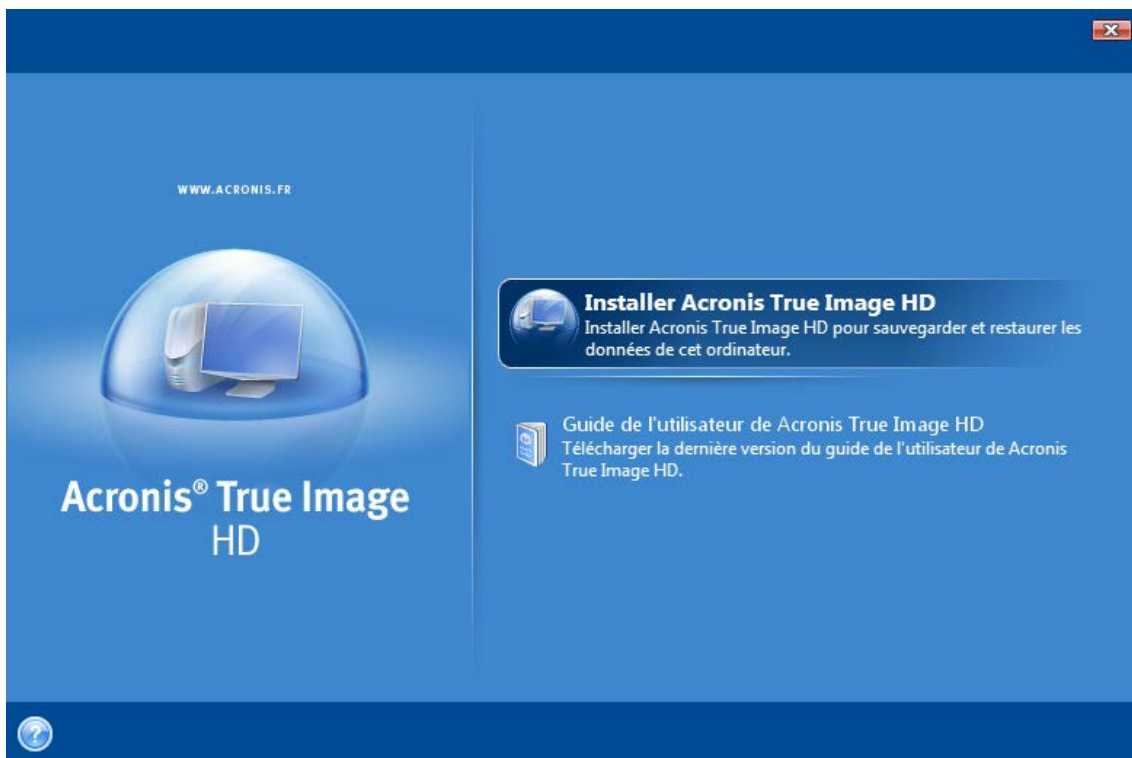 WWW.ACRONIS.FR
Acronis® True Image
HD
Installer Acronis True Image HD
Installer Acronis True Image HD pour sauvegarder et restaurer les
données de cet ordinateur.
Guide de l'utilisateur de Acronis True Image HD
Télécharger la dernière version du guide de l'utilisateur de Acronis
True Image HD.